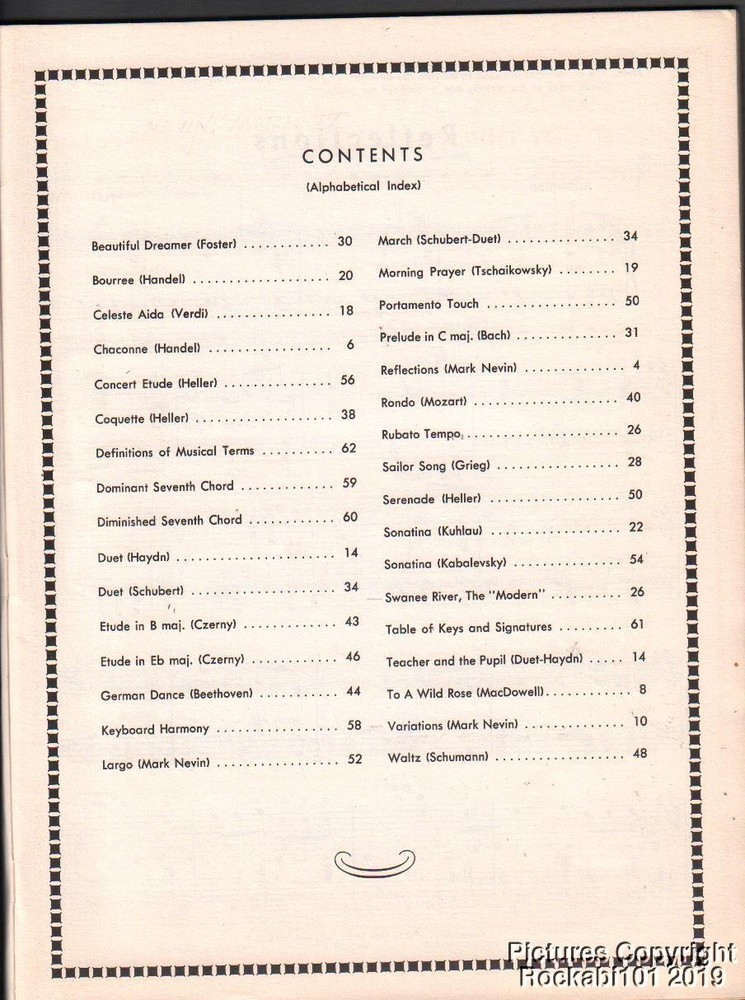 CONTENTS
(Alphabetical Index)
Beautiful Dreamer (Foster) ............ 30
Bourree (Handel) .................. 20
Celeste Aida (Verdi) ............... 18
Chaconne (Handel) ................ 6
Concert Etude (Heller) .............. 56
Coquette (Heller) .................. 38
Definitions of Musical Terms .......... 62
Dominant Seventh Chord ............ 59
Diminished Seventh Chord ........... 60
Duet (Haydn) ..................... 14
Duet (Schubert) ................... 34
Etude in B maj. (Czerny) ............ 43
Etude in Eb maj. (Czerny) ........... 46
German Dance (Beethoven) .......... 44
Keyboard Harmony ................ 58
Largo (Mark Nevin) ................ 52
March (Schubert-Duet) ............... 34
Morning Prayer (Tschaikowsky) ........ 19
Portamento Touch .................. 50
Prelude in C maj. (Bach) .............. 31
Reflections (Mark Nevin) ............. 4
Rondo (Mozart) .................... 40
Rubato Tempo..................... 26
Sailor Song (Grieg) ................. 28
Serenade (Heller) .................. 50
Sonatina (Kuhlau) .................. 22
Sonatina (Kabalevsky) ............... 54
Swanee River, The "Modern" .......... 26
Table of Keys and Signatures ......... 61
Teacher and the Pupil (Duet-Haydn) ..... 14
To A Wild Rose (MacDowell)............ 8
Variations (Mark Nevin) .............. 10
Waltz (Schumann) .................. 48
Pictures Copyright
Rockabf101 2019